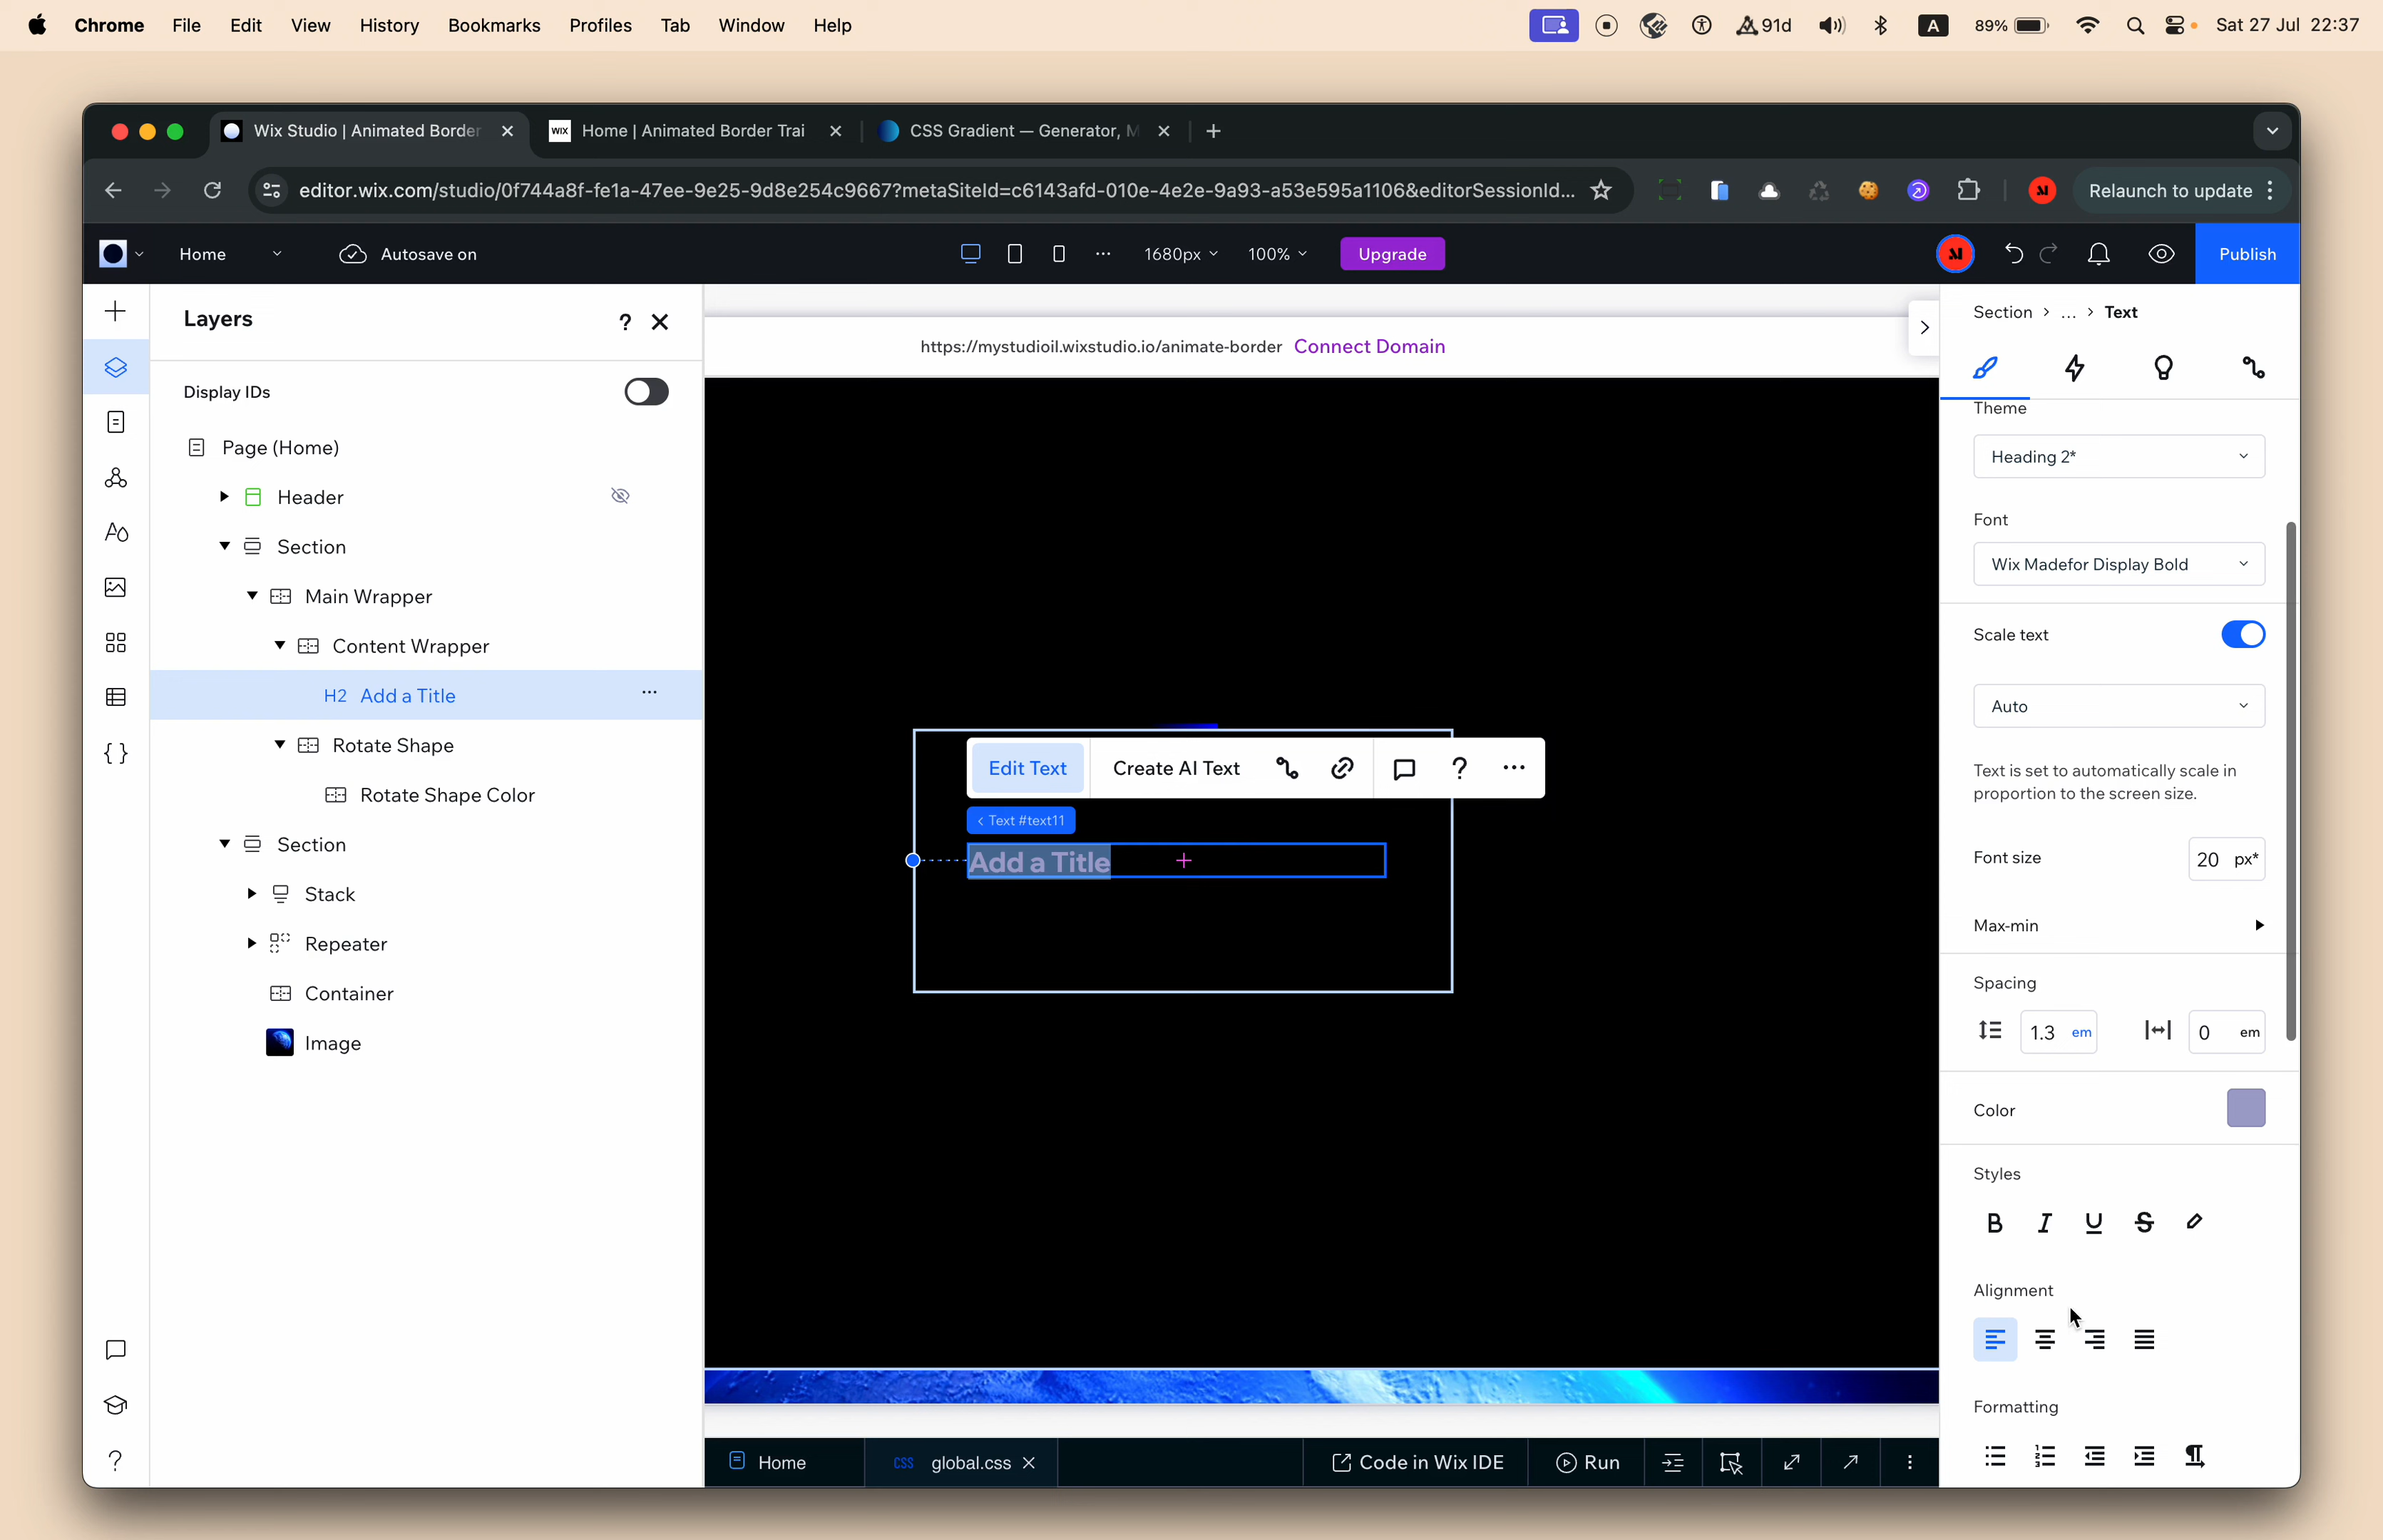 Chrome File Edit View History Bookmarks Profiles Tab Window Help 91d A 89% Sat 27 Jul 22:37
Wix Studio | Animated Border WIX Home | Animated Border Trai CSS Gradient — Generator, M
editor.wix.com/studio/0f744a8f-fe1a-47ee-9e25-9d8e254c9667?metaSiteId=c6143afd-010e-4e2e-9a93-a53e595a1106&editorSessionId... Relaunch to update
Home Autosave on 1680px 100% Upgrade Publish
Layers ?
Display IDs
Page (Home)
Header
Section
Main Wrapper
Content Wrapper
H2 Add a Title
Rotate Shape
Rotate Shape Color
Section
Stack
Repeater
Container
Image
https://mystudioil.wixstudio.io/animate-border Connect Domain
Edit Text Create AI Text ?
< Text #text11
Add a Title
Home CSS global.css Code in Wix IDE Run
Section > ... > Text
Theme
Heading 2*
Font
Wix Madefor Display Bold
Scale text
Auto
Text is set to automatically scale in
proportion to the screen size.
Font size 20 px*
Max-min
Spacing
1.3 em 0 em
Color
Styles
B I U S
Alignment
Formatting